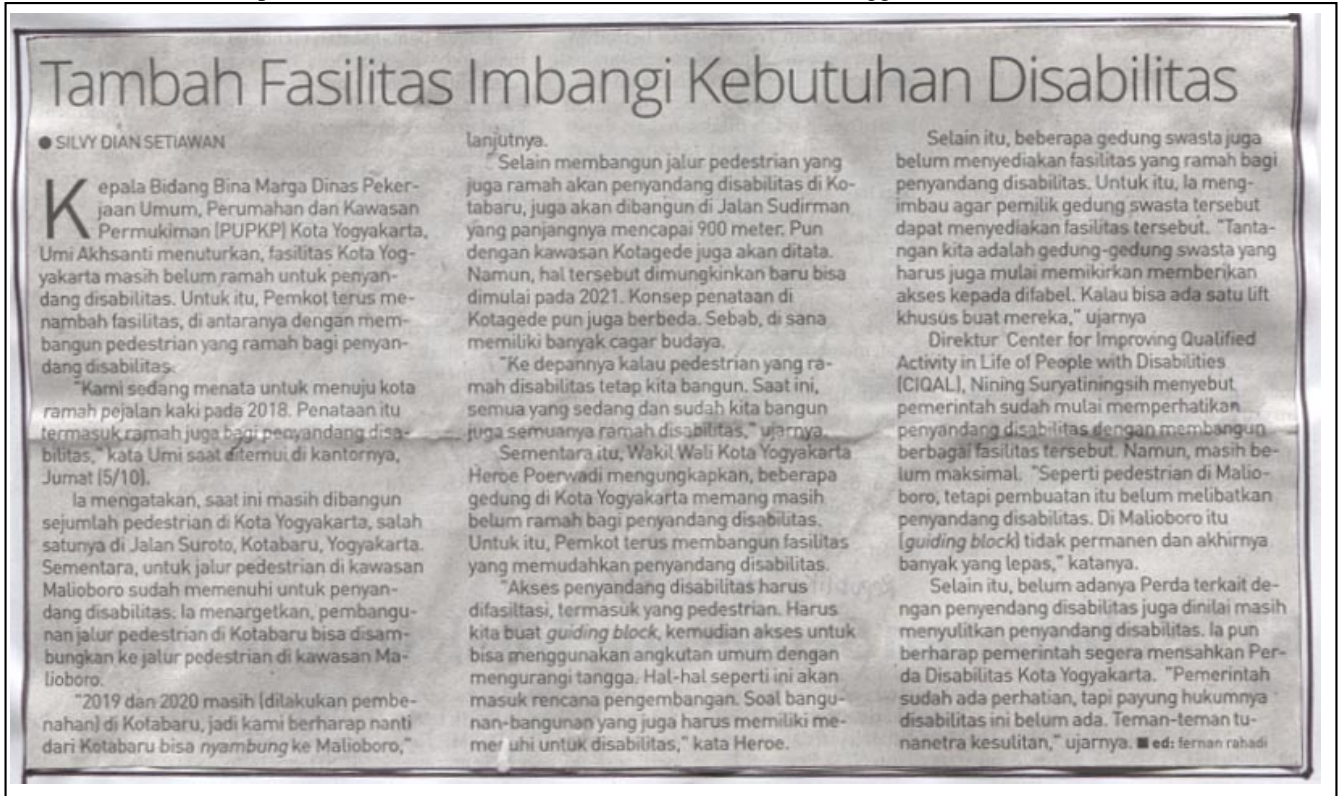 Tambah Fasilitas Imbangi Kebutuhan Disabilitas
● SILVY DIAN SETIAWAN
Kepala Bidang Bina Marga Dinas Peker-
jaan Umum, Perumahan dan Kawasan
Permukiman (PUPKP) Kota Yogyakarta,
Umi Akhsanti menuturkan, fasilitas Kota Yog-
yakarta masih belum ramah untuk penyan-
dang disabilitas. Untuk itu, Pemkot terus me-
nambah fasilitas, di antaranya dengan mem-
bangun pedestrian yang ramah bagi penyan-
dang disabilitas.
"Kami sedang menata untuk menuju kota
ramah pejalan kaki pada 2018. Penataan itu
termasuk ramah juga bagi penyandang disa-
bilitas," kata Umi saat ditemui di kantornya,
Jumat (5/10).
Ia mengatakan, saat ini masih dibangun
sejumlah pedestrian di Kota Yogyakarta, salah
satunya di Jalan Suroto, Kotabaru, Yogyakarta.
Sementara, untuk jalur pedestrian di kawasan
Malioboro sudah memenuhi untuk penyan-
dang disabilitas. Ia menargetkan, pembangu-
nan jalur pedestrian di Kotabaru bisa disam-
bungkan ke jalur pedestrian di kawasan Ma-
lioboro.
"2019 dan 2020 masih (dilakukan pembe-
nahan) di Kotabaru, jadi kami berharap nanti
dari Kotabaru bisa nyambung ke Malioboro,"
lanjutnya.
Selain membangun jalur pedestrian yang
juga ramah akan penyandang disabilitas di Ko-
tabaru, juga akan dibangun di Jalan Sudirman
yang panjangnya mencapai 900 meter. Pun
dengan kawasan Kotagede juga akan ditata.
Namun, hal tersebut dimungkinkan baru bisa
dimulai pada 2021. Konsep penataan di
Kotagede pun juga berbeda. Sebab, di sana
memiliki banyak cagar budaya.
"Ke depannya kalau pedestrian yang ra-
mah disabilitas tetap kita bangun. Saat ini,
semua yang sedang dan sudah kita bangun
juga semuanya ramah disabilitas," ujarnya.
Sementara itu, Wakil Wali Kota Yogyakarta
Heroe Poerwadi mengungkapkan, beberapa
gedung di Kota Yogyakarta memang masih
belum ramah bagi penyandang disabilitas.
Untuk itu, Pemkot terus membangun fasilitas
yang memudahkan penyandang disabilitas.
"Akses penyandang disabilitas harus
difasiltasi, termasuk yang pedestrian. Harus
kita buat guiding block, kemudian akses untuk
bisa menggunakan angkutan umum dengan
mengurangi tangga. Hal-hal seperti ini akan
masuk rencana pengembangan. Soal bangu-
nan-bangunan yang juga harus memiliki me-
menuhi untuk disabilitas," kata Heroe.
Selain itu, beberapa gedung swasta juga
belum menyediakan fasilitas yang ramah bagi
penyandang disabilitas. Untuk itu, Ia meng-
imbau agar pemilik gedung swasta tersebut
dapat menyediakan fasilitas tersebut. "Tanta-
ngan kita adalah gedung-gedung swasta yang
harus juga mulai memikirkan memberikan
akses kepada difabel. Kalau bisa ada satu lift
khusus buat mereka," ujarnya
Direktur Center for Improving Qualified
Activity in Life of People with Disabilities
(CIQAL), Nining Suryatiningsih menyebut
pemerintah sudah mulai memperhatikan
penyandang disabilitas dengan membangun
berbagai fasilitas tersebut. Namun, masih be-
lum maksimal. "Seperti pedestrian di Malio-
boro, tetapi pembuatan itu belum melibatkan
penyandang disabilitas. Di Malioboro itu
(guiding block) tidak permanen dan akhirnya
banyak yang lepas," katanya.
Selain itu, belum adanya Perda terkait de-
ngan penyendang disabilitas juga dinilai masih
menyulitkan penyandang disabilitas. Ia pun
berharap pemerintah segera mensahkan Per-
da Disabilitas Kota Yogyakarta. "Pemerintah
sudah ada perhatian, tapi payung hukumnya
disabilitas ini belum ada. Teman-teman tu-
nanetra kesulitan," ujarnya. ■ ed: fernan rahadi